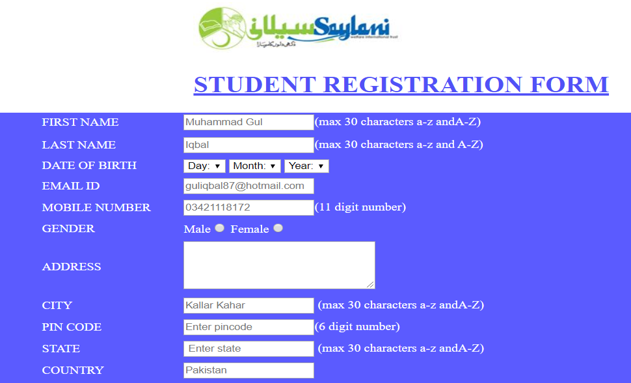 سیلانی Saylani
STUDENT REGISTRATION FORM
FIRST NAME Muhammad Gul (max 30 characters a-z andA-Z)
LAST NAME Iqbal (max 30 characters a-z and A-Z)
DATE OF BIRTH Day: Month: Year:
EMAIL ID guliqbal87@hotmail.com
MOBILE NUMBER 03421118172 (11 digit number)
GENDER Male Female
ADDRESS
CITY Kallar Kahar (max 30 characters a-z andA-Z)
PIN CODE Enter pincode (6 digit number)
STATE Enter state (max 30 characters a-z andA-Z)
COUNTRY Pakistan